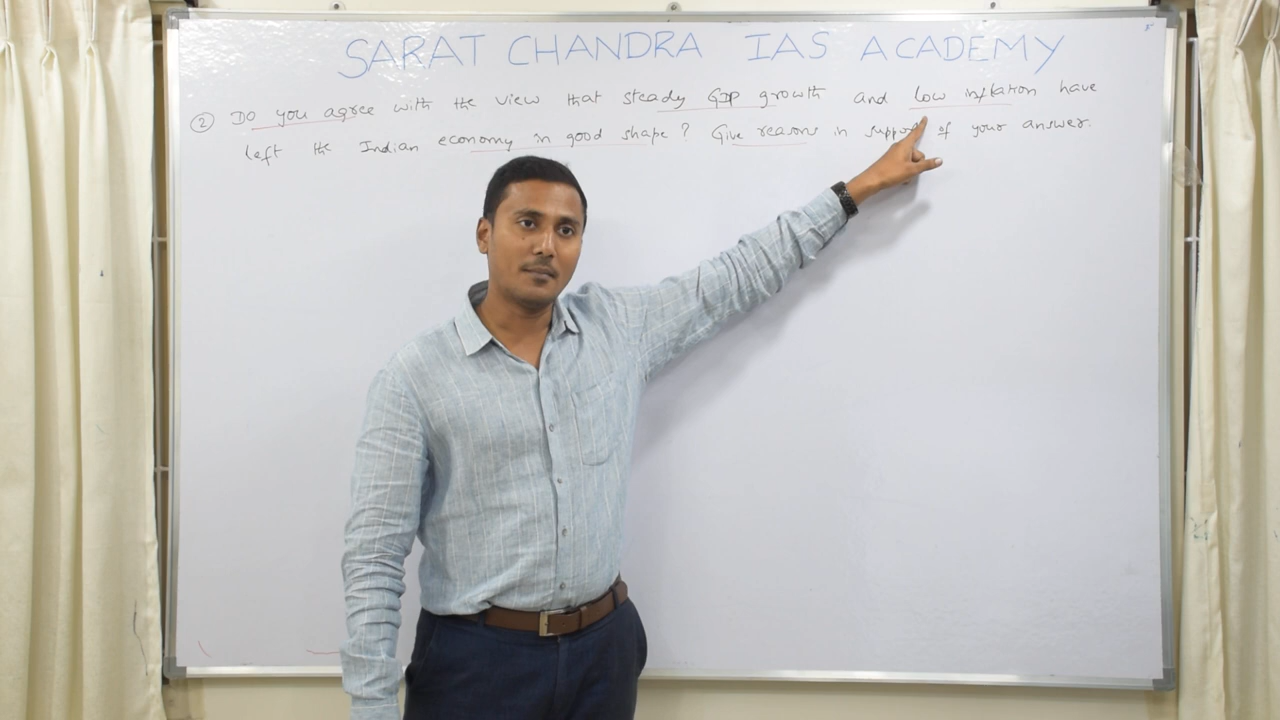 SARAT CHANDRA IAS ACADEMY
2 Do you agree with the view that steady GDP growth and low inflation have
left the Indian economy in good shape? Give reasons in support of your answer.